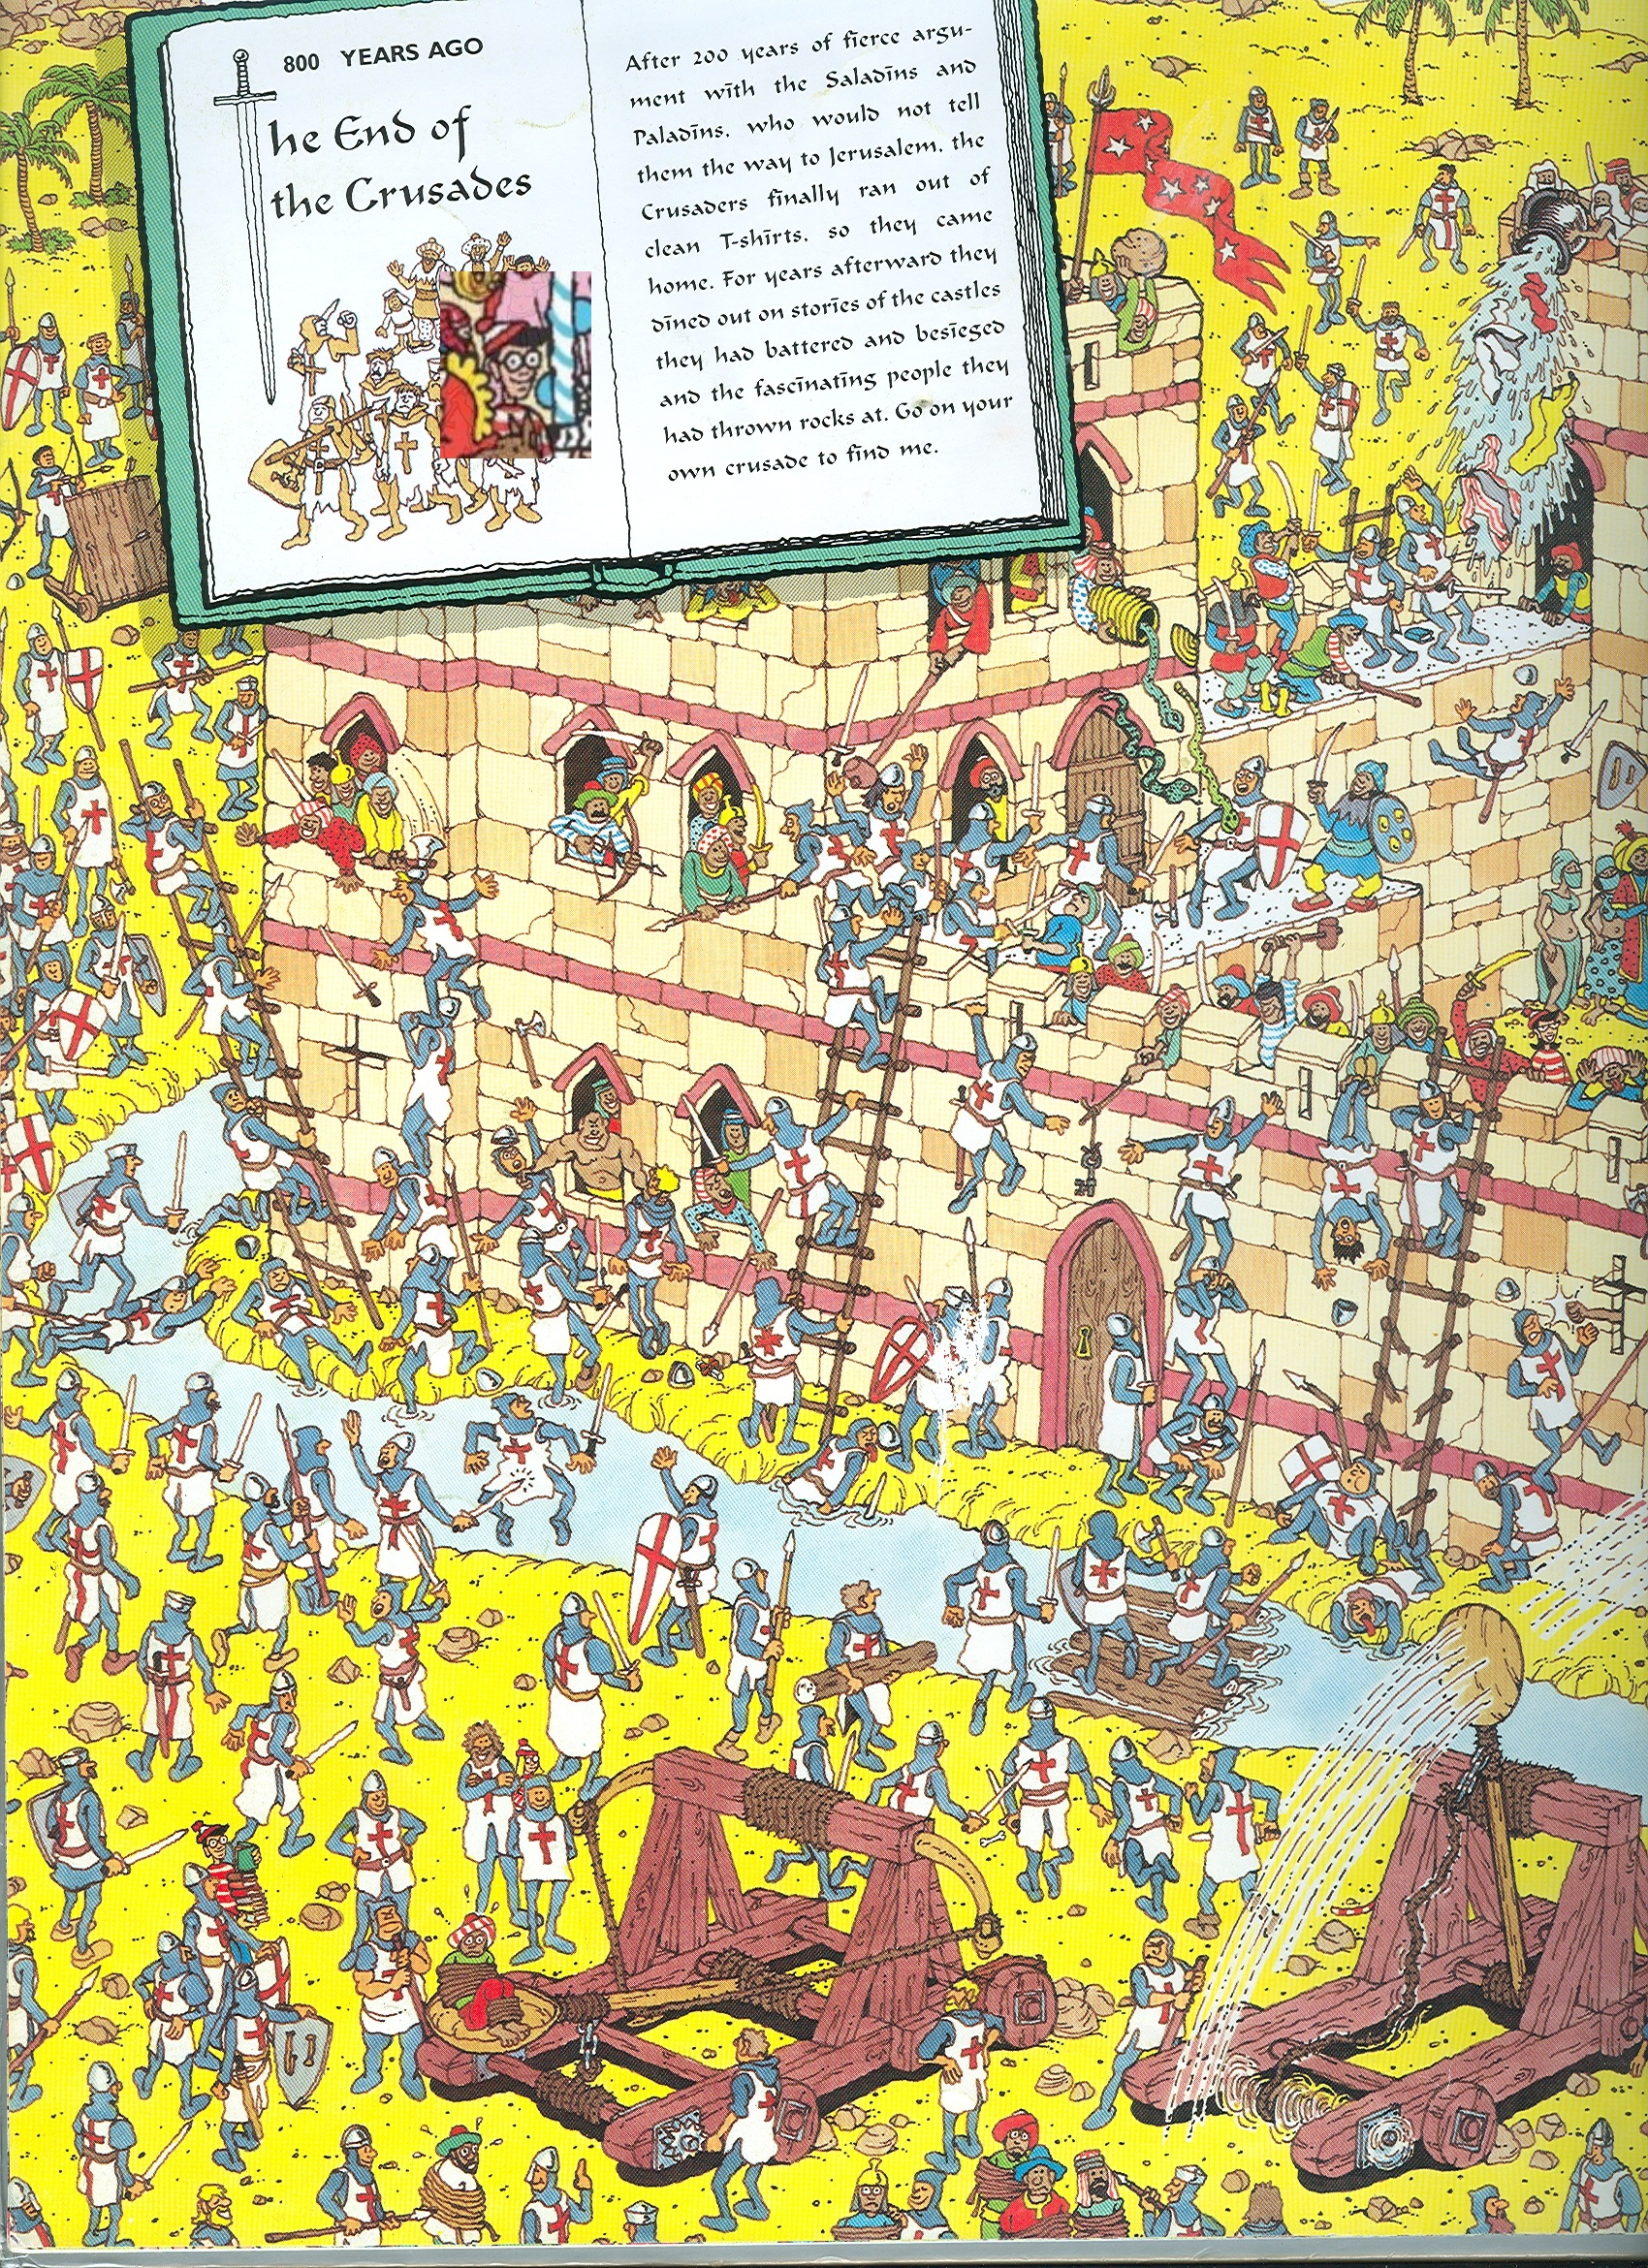 800 YEARS AGO
he End of
the Crusades
After 200 years of fierce argu-
ment with the Saladins and
Paladins, who would not tell
them the way to Jerusalem, the
Crusaders finally ran out of
clean T-shirts, so they came
home. For years afterward they
dined out on stories of the castles
they had battered and besieged
and the fascinating people they
had thrown rocks at. Go on your
own crusade to find me.